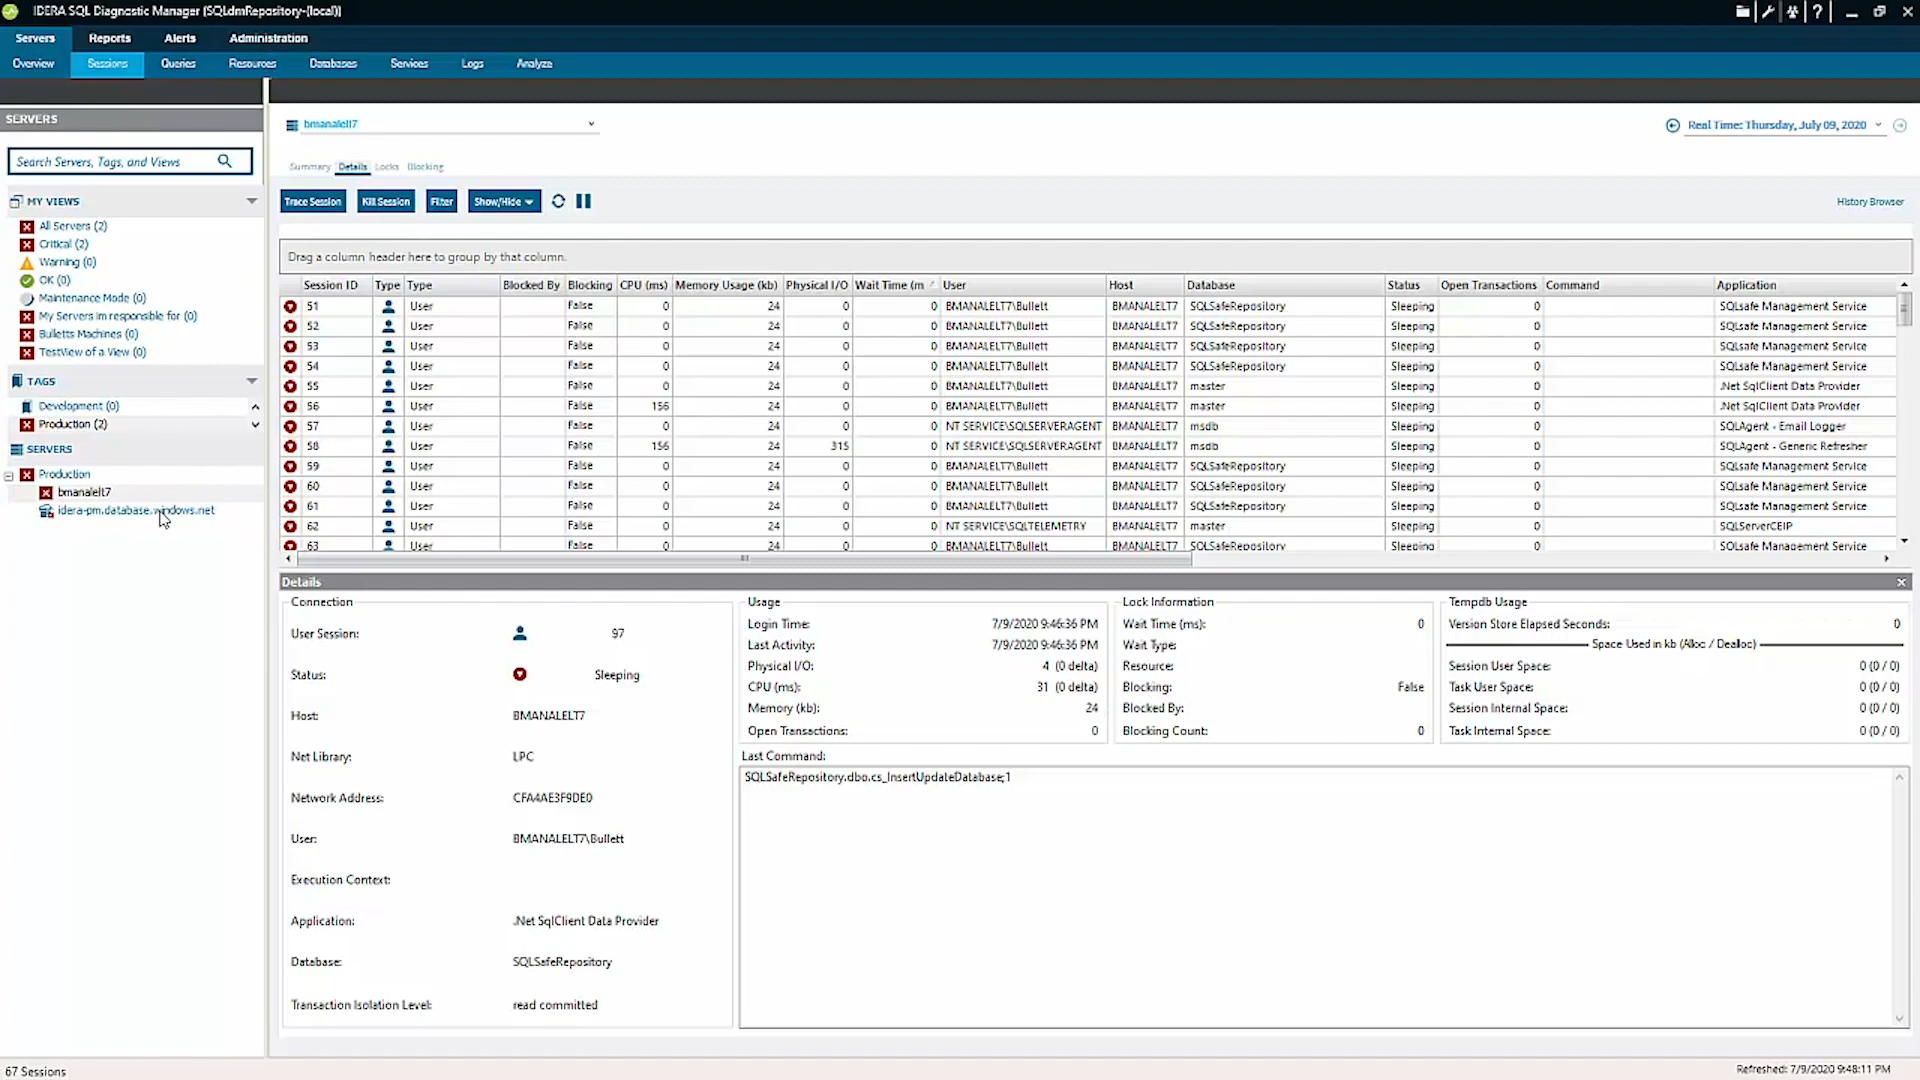 IDERA SQL Diagnostic Manager (SQLdmRepository-(local))
Servers Reports Alerts Administration
Overview Sessions Queries Resources Databases Services Logs Analyze
SERVERS
Search Servers, Tags, and Views
MY VIEWS
All Servers (2)
Critical (2)
Warning (0)
OK (0)
Maintenance Mode (0)
My Servers im responsible for (0)
Bulletts Machines (0)
TestView of a View (0)
TAGS
Development (0)
Production (2)
SERVERS
Production
bmanalelt7
idera-pm.database.windows.net
bmanalelt7
Real Time: Thursday, July 09, 2020
Summary Details Locks Blocking
Trace Session Kill Session Filter Show/Hide
History Browser
Drag a column header here to group by that column.
Session ID Type Type Blocked By Blocking CPU (ms) Memory Usage (kb) Physical I/O Wait Time (m User Host Database Status Open Transactions Command Application
51 User False 0 24 0 0 BMANALELT7\Bullett BMANALELT7 SQLSafeRepository Sleeping 0 SQLsafe Management Service
52 User False 0 24 0 0 BMANALELT7\Bullett BMANALELT7 SQLSafeRepository Sleeping 0 SQLsafe Management Service
53 User False 0 24 0 0 BMANALELT7\Bullett BMANALELT7 SQLSafeRepository Sleeping 0 SQLsafe Management Service
54 User False 0 24 0 0 BMANALELT7\Bullett BMANALELT7 SQLSafeRepository Sleeping 0 SQLsafe Management Service
55 User False 0 24 0 0 BMANALELT7\Bullett BMANALELT7 master Sleeping 0 .Net SqlClient Data Provider
56 User False 156 24 0 0 BMANALELT7\Bullett BMANALELT7 master Sleeping 0 .Net SqlClient Data Provider
57 User False 0 24 0 0 NT SERVICE\SQLSERVERAGENT BMANALELT7 msdb Sleeping 0 SQLAgent - Email Logger
58 User False 156 24 315 0 NT SERVICE\SQLSERVERAGENT BMANALELT7 msdb Sleeping 0 SQLAgent - Generic Refresher
59 User False 0 24 0 0 BMANALELT7\Bullett BMANALELT7 SQLSafeRepository Sleeping 0 SQLsafe Management Service
60 User False 0 24 0 0 BMANALELT7\Bullett BMANALELT7 SQLSafeRepository Sleeping 0 SQLsafe Management Service
61 User False 0 24 0 0 BMANALELT7\Bullett BMANALELT7 SQLSafeRepository Sleeping 0 SQLsafe Management Service
62 User False 0 24 0 0 NT SERVICE\SQLTELEMETRY BMANALELT7 master Sleeping 0 SQLServerCEIP
63 User False 0 24 0 0 BMANALELT7\Bullett BMANALELT7 SQLSafeRepository Sleeping 0 SQLsafe Management Service
Details
Connection
User Session: 97
Status: Sleeping
Host: BMANALELT7
Net Library: LPC
Network Address: CFA4AE3F9DE0
User: BMANALELT7\Bullett
Execution Context:
Application: .Net SqlClient Data Provider
Database: SQLSafeRepository
Transaction Isolation Level: read committed
Usage
Login Time: 7/9/2020 9:46:36 PM
Last Activity: 7/9/2020 9:46:36 PM
Physical I/O: 4 (0 delta)
CPU (ms): 31 (0 delta)
Memory (kb): 24
Open Transactions: 0
Lock Information
Wait Time (ms): 0
Wait Type:
Resource:
Blocking: False
Blocked By:
Blocking Count: 0
Tempdb Usage
Version Store Elapsed Seconds: 0
Space Used in kb (Alloc / Dealloc)
Session User Space: 0 (0 / 0)
Task User Space: 0 (0 / 0)
Session Internal Space: 0 (0 / 0)
Task Internal Space: 0 (0 / 0)
Last Command:
SQLSafeRepository.dbo.cs_InsertUpdateDatabase;1
67 Sessions
Refreshed: 7/9/2020 9:48:11 PM